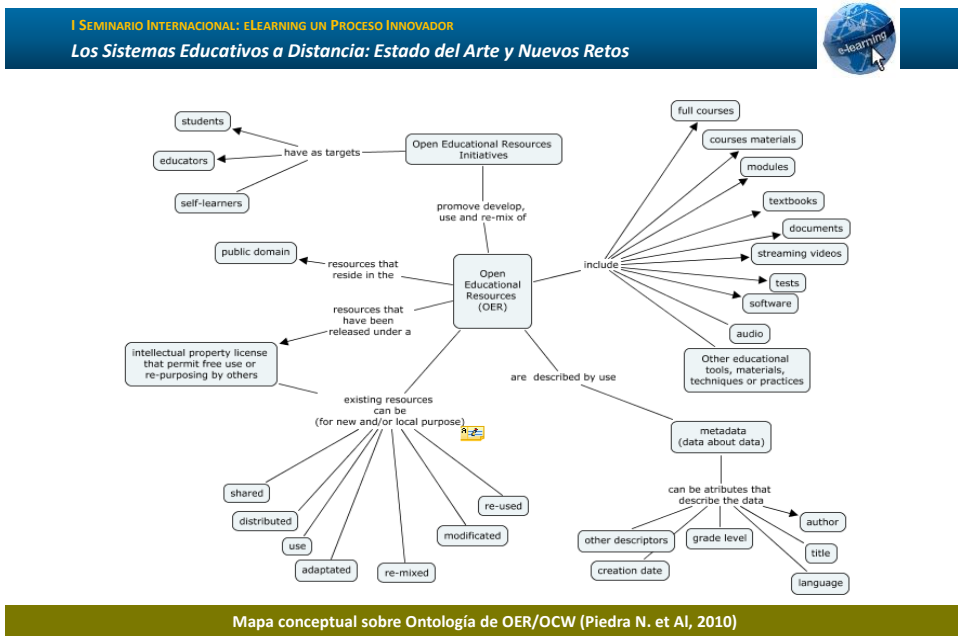 I Seminario Internacional: eLearning un Proceso Innovador
Los Sistemas Educativos a Distancia: Estado del Arte y Nuevos Retos
e-learning
full courses
students
courses materials
Open Educational Resources
Initiatives
have as targets
educators
modules
self-learners
textbooks
promove develop,
use and re-mix of
documents
public domain
streaming videos
resources that
reside in the
include
Open
Educational
Resources
(OER)
tests
software
resources that
have been
released under a
audio
intellectual property license
that permit free use or
re-purposing by others
Other educational
tools, materials,
techniques or practices
are described by use
existing resources
can be
(for new and/or local purpose)
metadata
(data about data)
shared
can be atributes that
describe the data
re-used
distributed
author
modificated
use
other descriptors
grade level
title
adaptated
re-mixed
creation date
language
Mapa conceptual sobre Ontología de OER/OCW (Piedra N. et Al, 2010)